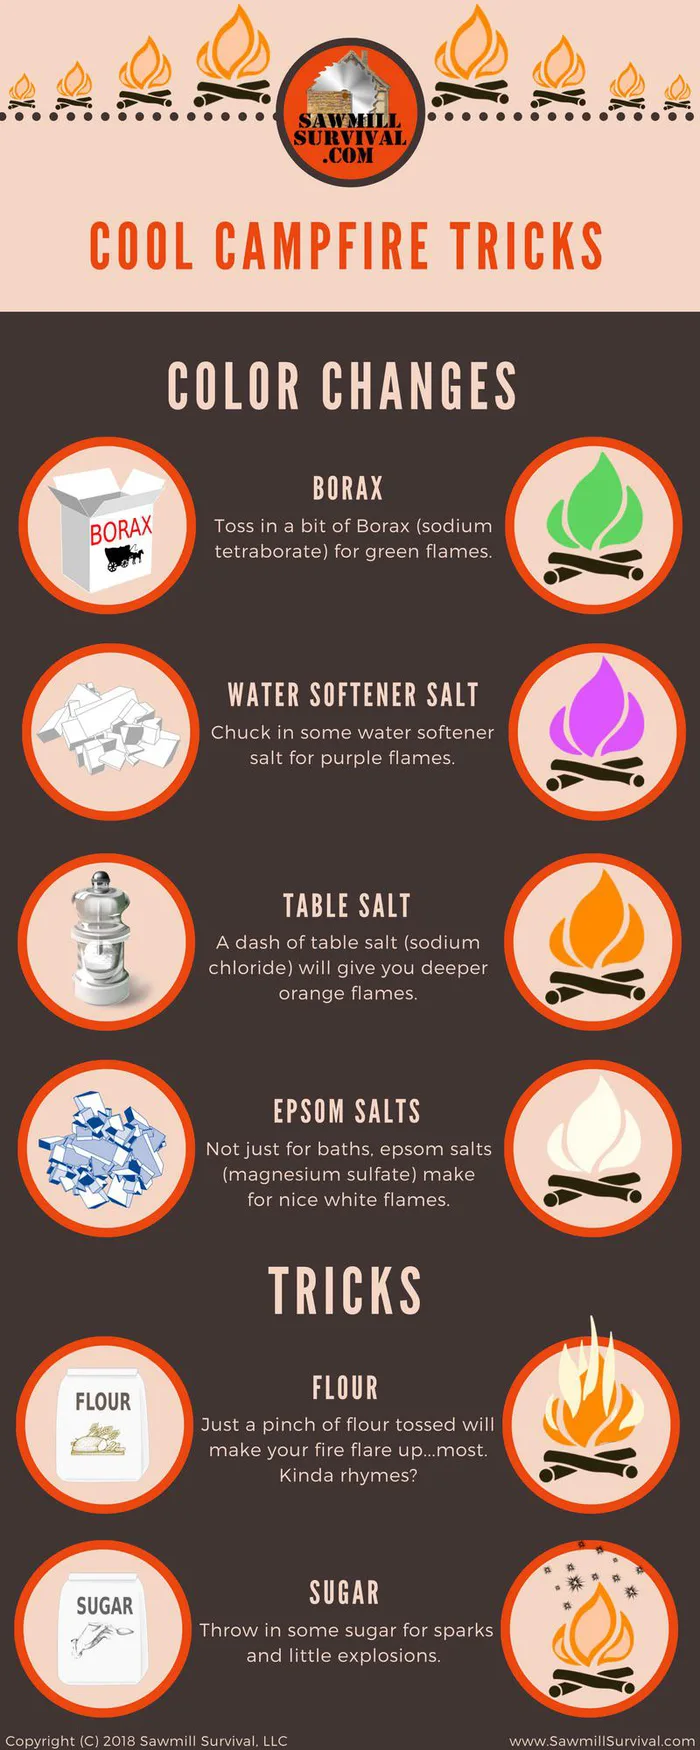 SAWMILL
SURVIVAL
.COM
COOL CAMPFIRE TRICKS
COLOR CHANGES
BORAX
BORAX
Toss in a bit of Borax (sodium
tetraborate) for green flames.
WATER SOFTENER SALT
Chuck in some water softener
salt for purple flames.
TABLE SALT
A dash of table salt (sodium
chloride) will give you deeper
orange flames.
EPSOM SALTS
Not just for baths, epsom salts
(magnesium sulfate) make
for nice white flames.
TRICKS
FLOUR
FLOUR
Just a pinch of flour tossed will
make your fire flare up...most.
Kinda rhymes?
SUGAR
SUGAR
Throw in some sugar for sparks
and little explosions.
Copyright (C) 2018 Sawmill Survival, LLC
www.SawmillSurvival.com